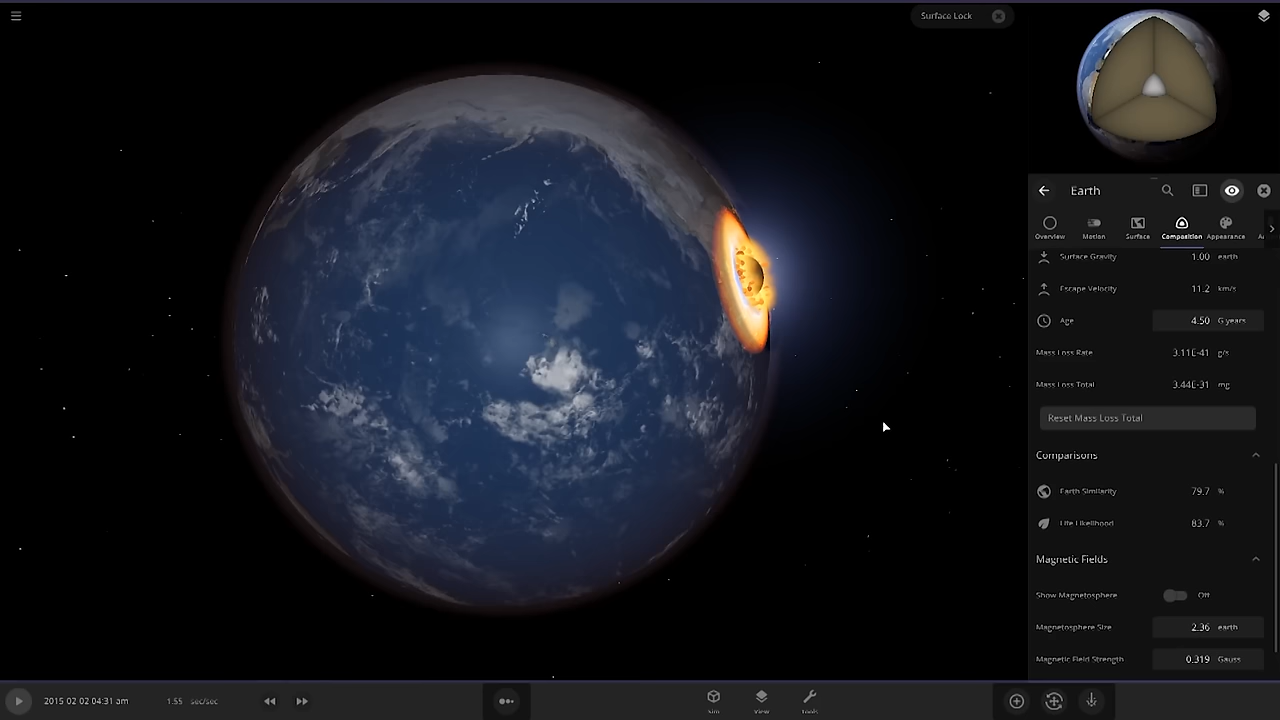 Surface Lock
Earth
Overview Motion Surface Composition Appearance
Surface Gravity 1.00 earth
Escape Velocity 11.2 km/s
Age 4.50 G years
Mass Loss Rate 3.11E-41 g/s
Mass Loss Total 3.44E-31 mg
Reset Mass Loss Total
Comparisons
Earth Similarity 79.7 %
Life Likelihood 83.7 %
Magnetic Fields
Show Magnetosphere Off
Magnetosphere Size 2.36 earth
Magnetic Field Strength 0.319 Gauss
2015 02 02 04:31 am 1.55 sec/sec Sim View Tools